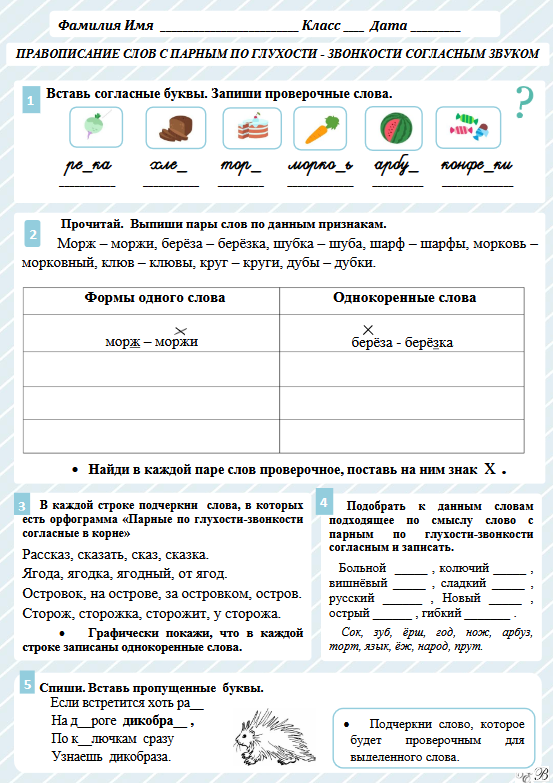 Фамилия Имя ____________________ Класс ___ Дата _______
ПРАВОПИСАНИЕ СЛОВ С ПАРНЫМ ПО ГЛУХОСТИ - ЗВОНКОСТИ СОГЛАСНЫМ ЗВУКОМ
1 Вставь согласные буквы. Запиши проверочные слова. ?
ре_ка хле_ тор_ морко_ь арбу_ конфе_ки
_______ _______ _______ _______ _______ _______
2 Прочитай. Выпиши пары слов по данным признакам.
Морж – моржи, берёза – берёзка, шубка – шуба, шарф – шарфы, морковь –
морковный, клюв – клювы, круг – круги, дубы – дубки.
Формы одного слова Однокоренные слова
морж – моржи берёза - берёзка
• Найди в каждой паре слов проверочное, поставь на ним знак X .
3 В каждой строке подчеркни слова, в которых
есть орфограмма «Парные по глухости-звонкости
согласные в корне»
Рассказ, сказать, сказ, сказка.
Ягода, ягодка, ягодный, от ягод.
Островок, на острове, за островком, остров.
Сторож, сторожка, сторожит, у сторожа.
• Графически покажи, что в каждой
строке записаны однокоренные слова.
4 Подобрать к данным словам
подходящее по смыслу слово с
парным по глухости-звонкости
согласным и записать.
Больной _____ , колючий _____ ,
вишнёвый _____ , сладкий _____ ,
русский ______ , Новый _____ ,
острый ______ , гибкий _______ .
Сок, зуб, ёрш, год, нож, арбуз,
торт, язык, ёж, народ, прут.
5 Спиши. Вставь пропущенные буквы.
Если встретится хоть ра__
На д__роге дикобра__ ,
По к__лючкам сразу
Узнаешь дикобраза.
• Подчеркни слово, которое
будет проверочным для
выделенного слова.
Е В